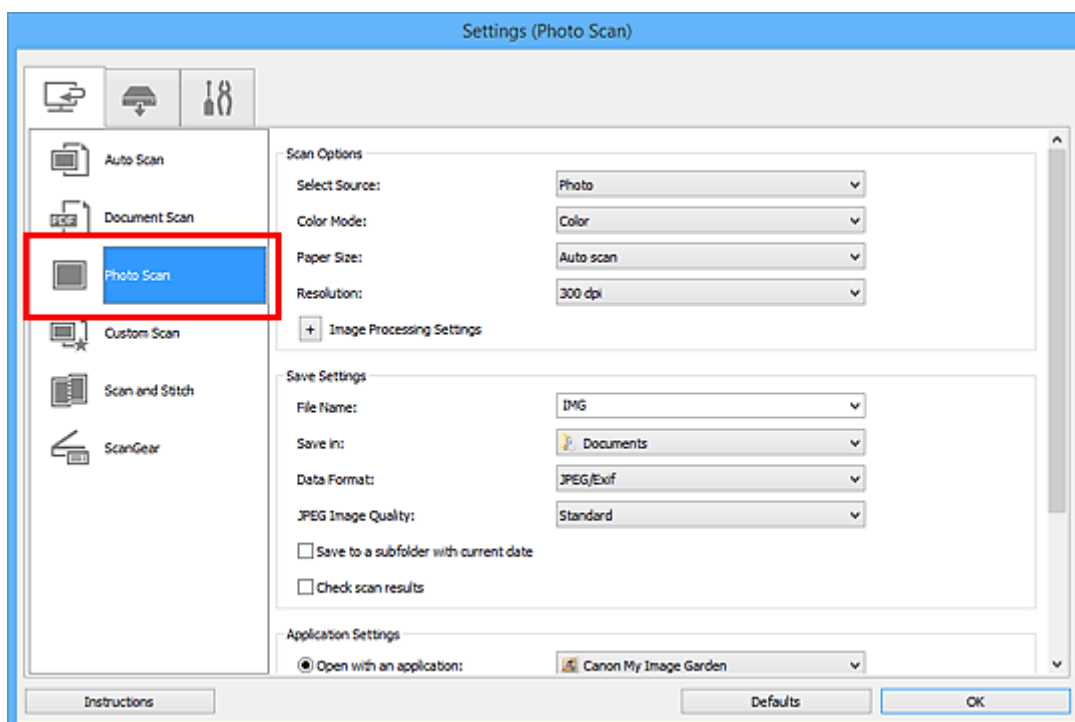 Settings (Photo Scan)
Auto Scan
PDF
Document Scan
Photo Scan
Custom Scan
Scan and Stitch
ScanGear
Scan Options
Select Source: Photo
Color Mode: Color
Paper Size: Auto scan
Resolution: 300 dpi
+ Image Processing Settings
Save Settings
File Name: IMG
Save in: Documents
Data Format: JPEG/Exif
JPEG Image Quality: Standard
Save to a subfolder with current date
Check scan results
Application Settings
Open with an application: Canon My Image Garden
Instructions Defaults OK